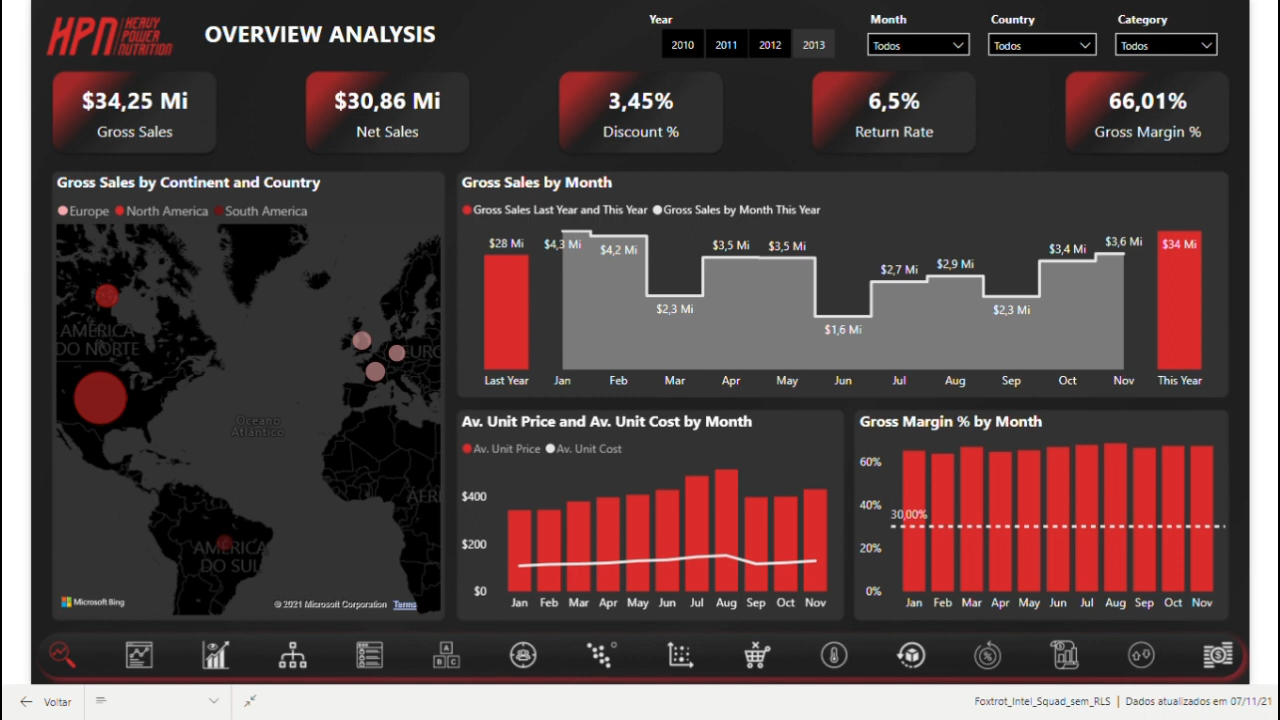 HPN HEAVY POWER NUTRITION
OVERVIEW ANALYSIS
Year
2010 2011 2012 2013
Month
Todos
Country
Todos
Category
Todos
$34,25 Mi
Gross Sales
$30,86 Mi
Net Sales
3,45%
Discount %
6,5%
Return Rate
66,01%
Gross Margin %
Gross Sales by Continent and Country
Europe North America South America
AMÉRICA
DO NORTE
EURO
Oceano
Atlântico
ÁFRI
AMÉRICA
DO SUL
Microsoft Bing
© 2021 Microsoft Corporation Terms
Gross Sales by Month
Gross Sales Last Year and This Year Gross Sales by Month This Year
$28 Mi $4,3 Mi $4,2 Mi $2,3 Mi $3,5 Mi $3,5 Mi $1,6 Mi $2,7 Mi $2,9 Mi $2,3 Mi $3,4 Mi $3,6 Mi $34 Mi
Last Year Jan Feb Mar Apr May Jun Jul Aug Sep Oct Nov This Year
Av. Unit Price and Av. Unit Cost by Month
Av. Unit Price Av. Unit Cost
$400
$200
$0
Jan Feb Mar Apr May Jun Jul Aug Sep Oct Nov
Gross Margin % by Month
60%
40%
30,00%
20%
0%
Jan Feb Mar Apr May Jun Jul Aug Sep Oct Nov
A
B C
Voltar
Foxtrot_Intel_Squad_sem_RLS | Dados atualizados em 07/11/21